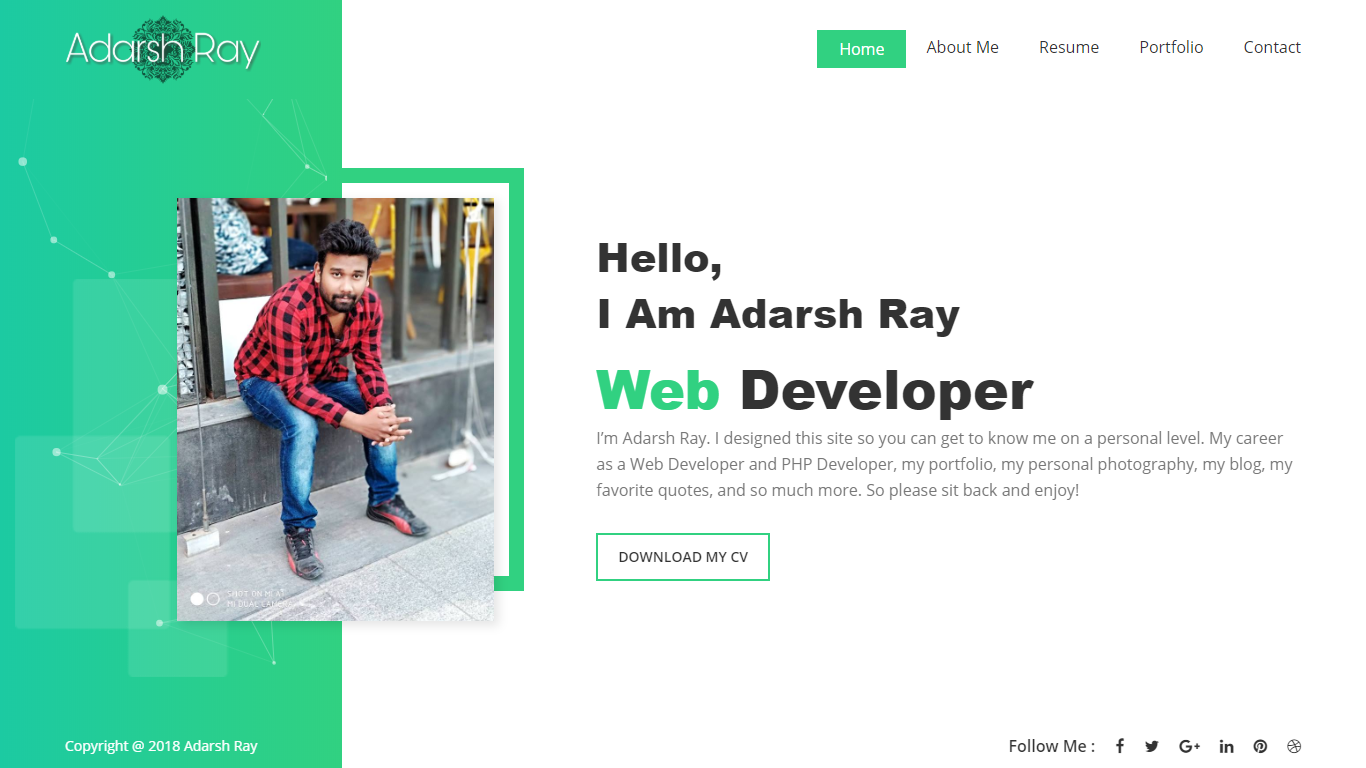 Adarsh Ray
Home
About Me
Resume
Portfolio
Contact
Hello,
I Am Adarsh Ray
Web Developer
I’m Adarsh Ray. I designed this site so you can get to know me on a personal level. My career
as a Web Developer and PHP Developer, my portfolio, my personal photography, my blog, my
favorite quotes, and so much more. So please sit back and enjoy!
DOWNLOAD MY CV
SHOT ON MI A1
MI DUAL CAMERA
Copyright @ 2018 Adarsh Ray
Follow Me :